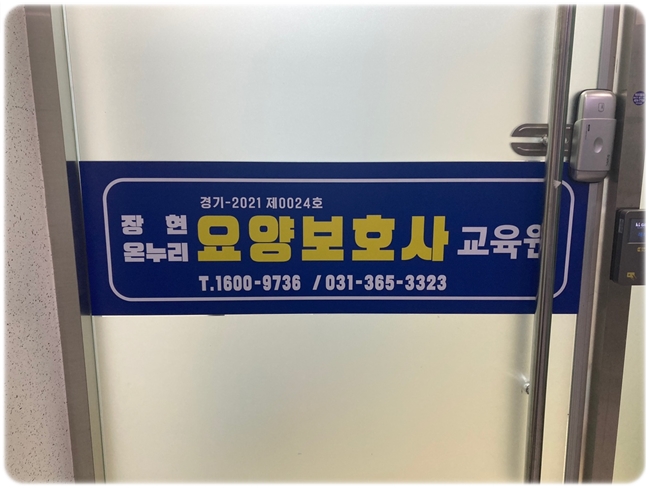 경기-2021 제0024호
장 현
온누리 요양보호사 교육원
T.1600-9736 / 031-365-3323